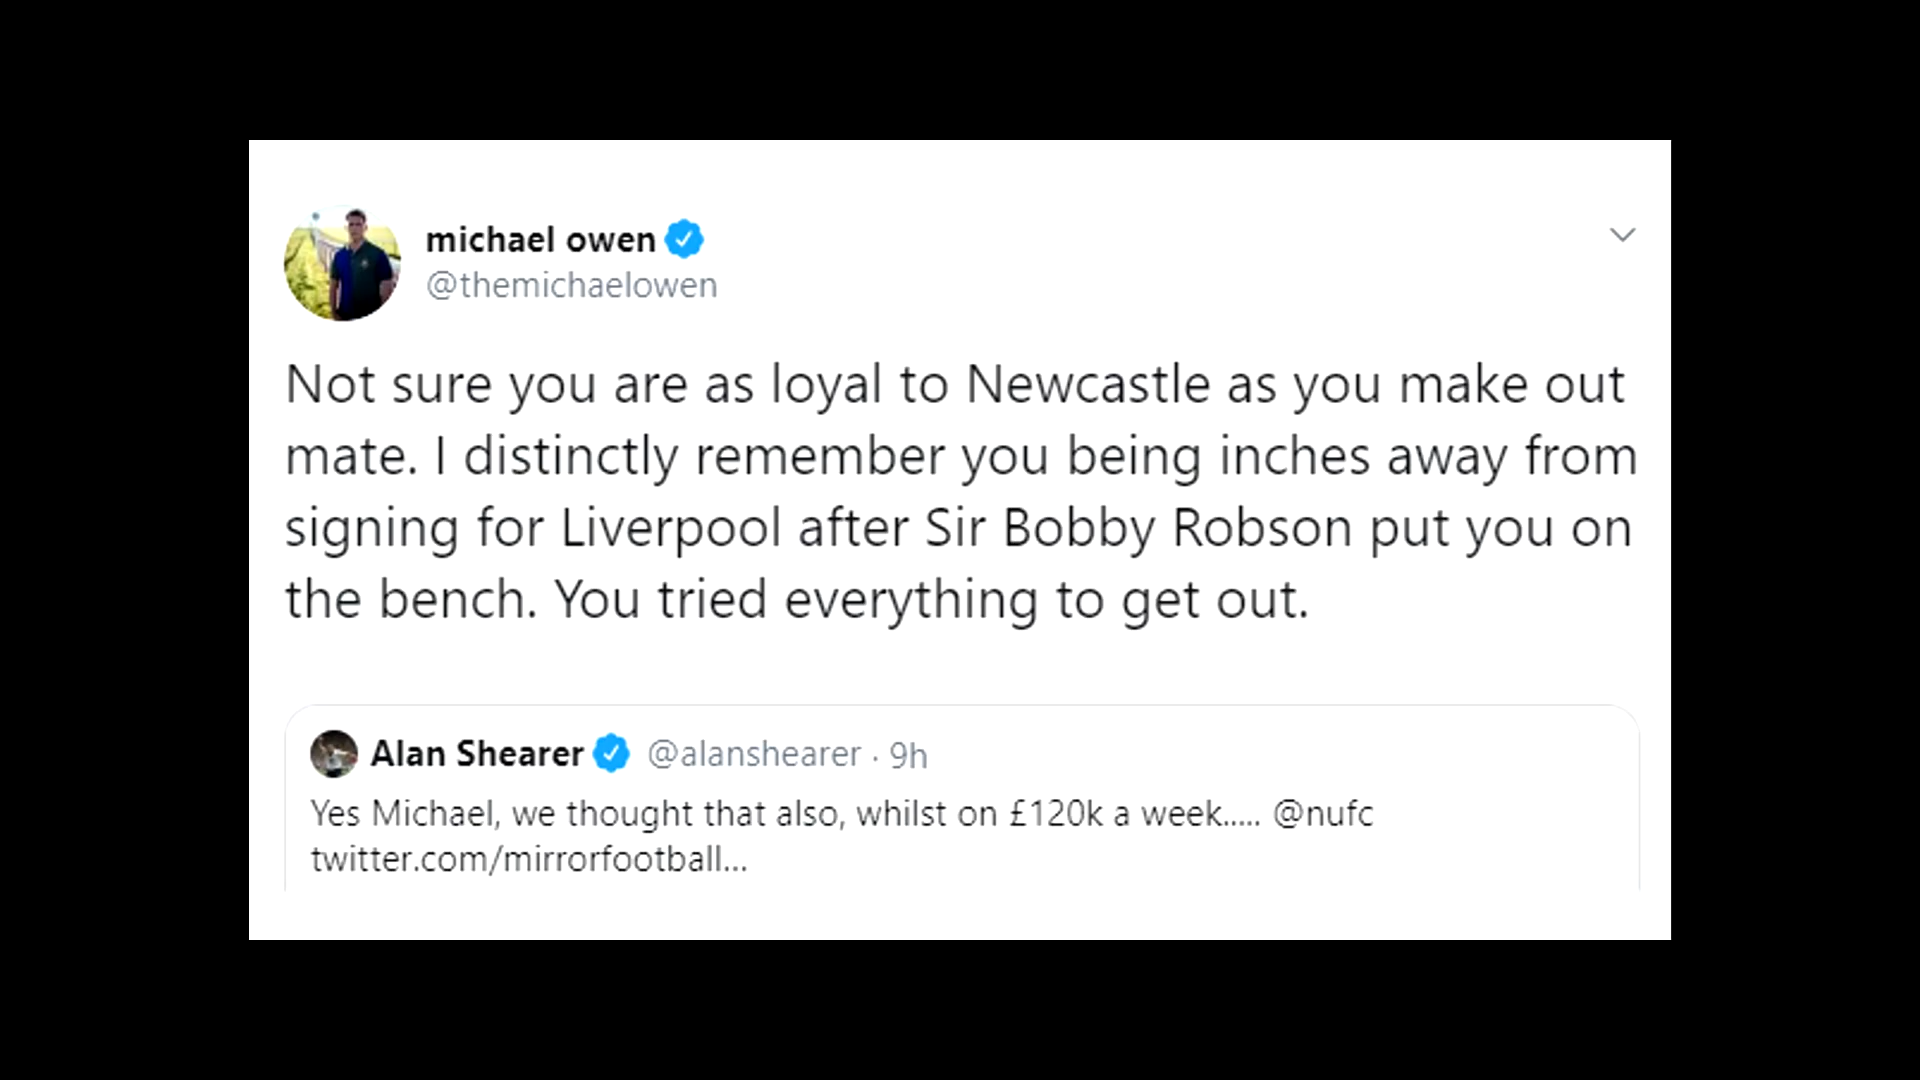 michael owen
@themichaelowen
Not sure you are as loyal to Newcastle as you make out
mate. I distinctly remember you being inches away from
signing for Liverpool after Sir Bobby Robson put you on
the bench. You tried everything to get out.
Alan Shearer @alanshearer · 9h
Yes Michael, we thought that also, whilst on £120k a week..... @nufc
twitter.com/mirrorfootball...